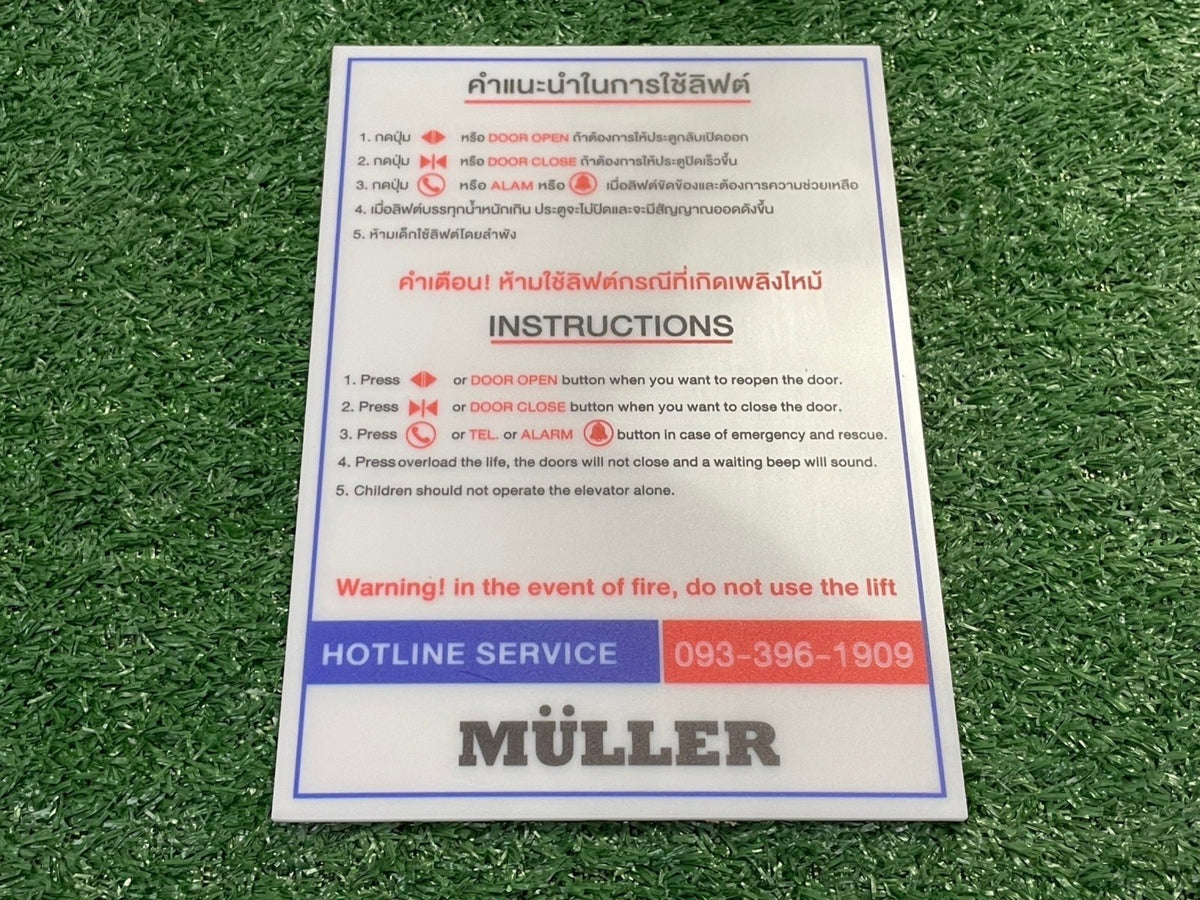 คำแนะนำในการใช้ลิฟต์
1. กดปุ่ม หรือ DOOR OPEN ถ้าต้องการให้ประตูกลับเปิดออก
2. กดปุ่ม หรือ DOOR CLOSE ถ้าต้องการให้ประตูปิดเร็วขึ้น
3. กดปุ่ม หรือ ALAM หรือ เมื่อลิฟต์ขัดข้องและต้องการความช่วยเหลือ
4. เมื่อลิฟต์บรรทุกน้ำหนักเกิน ประตูจะไม่ปิดและจะมีสัญญาณออดดังขึ้น
5. ห้ามเด็กใช้ลิฟต์โดยลำพัง
คำเตือน! ห้ามใช้ลิฟต์กรณีที่เกิดเพลิงไหม้
INSTRUCTIONS
1. Press or DOOR OPEN button when you want to reopen the door.
2. Press or DOOR CLOSE button when you want to close the door.
3. Press or TEL. or ALARM button in case of emergency and rescue.
4. Press overload the life, the doors will not close and a waiting beep will sound.
5. Children should not operate the elevator alone.
Warning! in the event of fire, do not use the lift
HOTLINE SERVICE 093-396-1909
MÜLLER